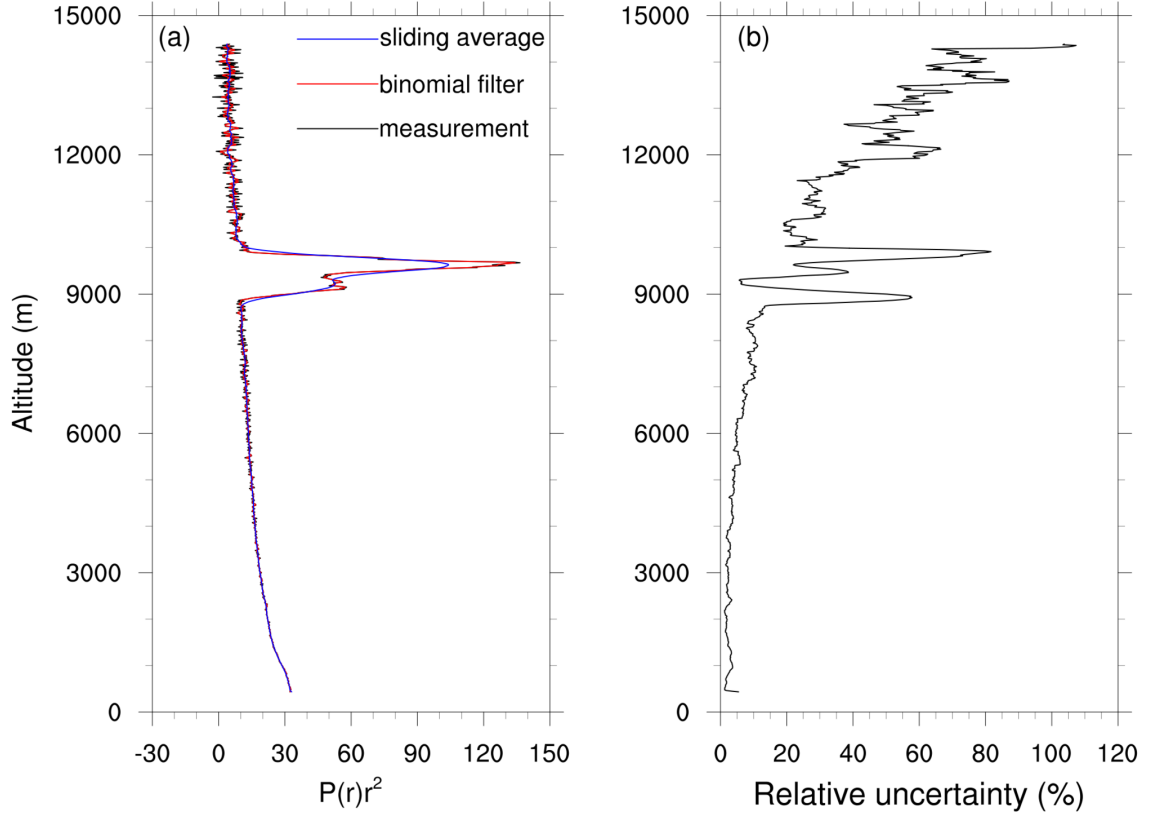 (a)
sliding average
binomial filter
measurement
15000
12000
9000
6000
3000
0
Altitude (m)
-30 0 30 60 90 120 150
P(r)r²
(b)
15000
12000
9000
6000
3000
0
0 20 40 60 80 100 120
Relative uncertainty (%)